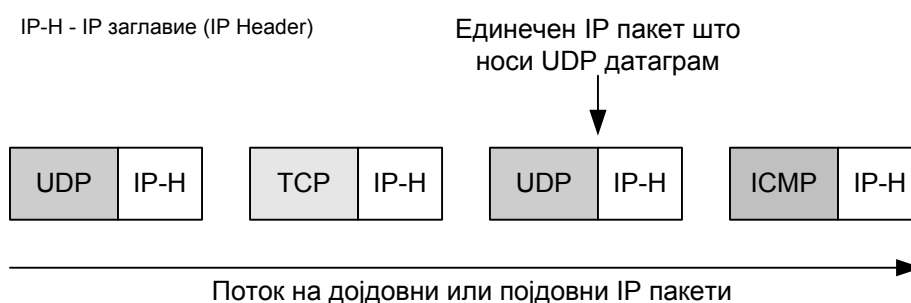 IP-H - IP заглавие (IP Header)
Единечен IP пакет што
носи UDP датаграм
UDP IP-H TCP IP-H UDP IP-H ICMP IP-H
Поток на дојдовни или појдовни IP пакети